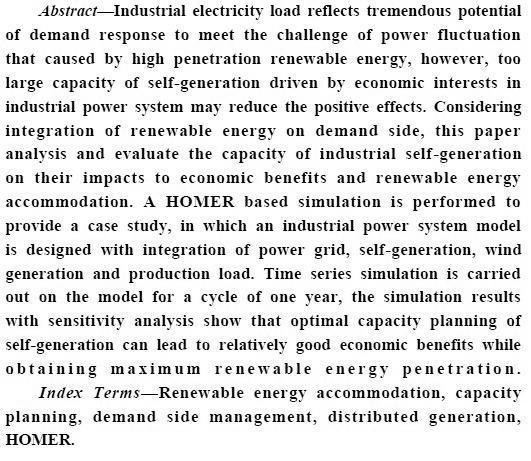 Abstract—Industrial electricity load reflects tremendous potential
of demand response to meet the challenge of power fluctuation
that caused by high penetration renewable energy, however, too
large capacity of self-generation driven by economic interests in
industrial power system may reduce the positive effects. Considering
integration of renewable energy on demand side, this paper
analysis and evaluate the capacity of industrial self-generation
on their impacts to economic benefits and renewable energy
accommodation. A HOMER based simulation is performed to
provide a case study, in which an industrial power system model
is designed with integration of power grid, self-generation, wind
generation and production load. Time series simulation is carried
out on the model for a cycle of one year, the simulation results
with sensitivity analysis show that optimal capacity planning of
self-generation can lead to relatively good economic benefits while
obtaining maximum renewable energy penetration.
Index Terms—Renewable energy accommodation, capacity
planning, demand side management, distributed generation,
HOMER.